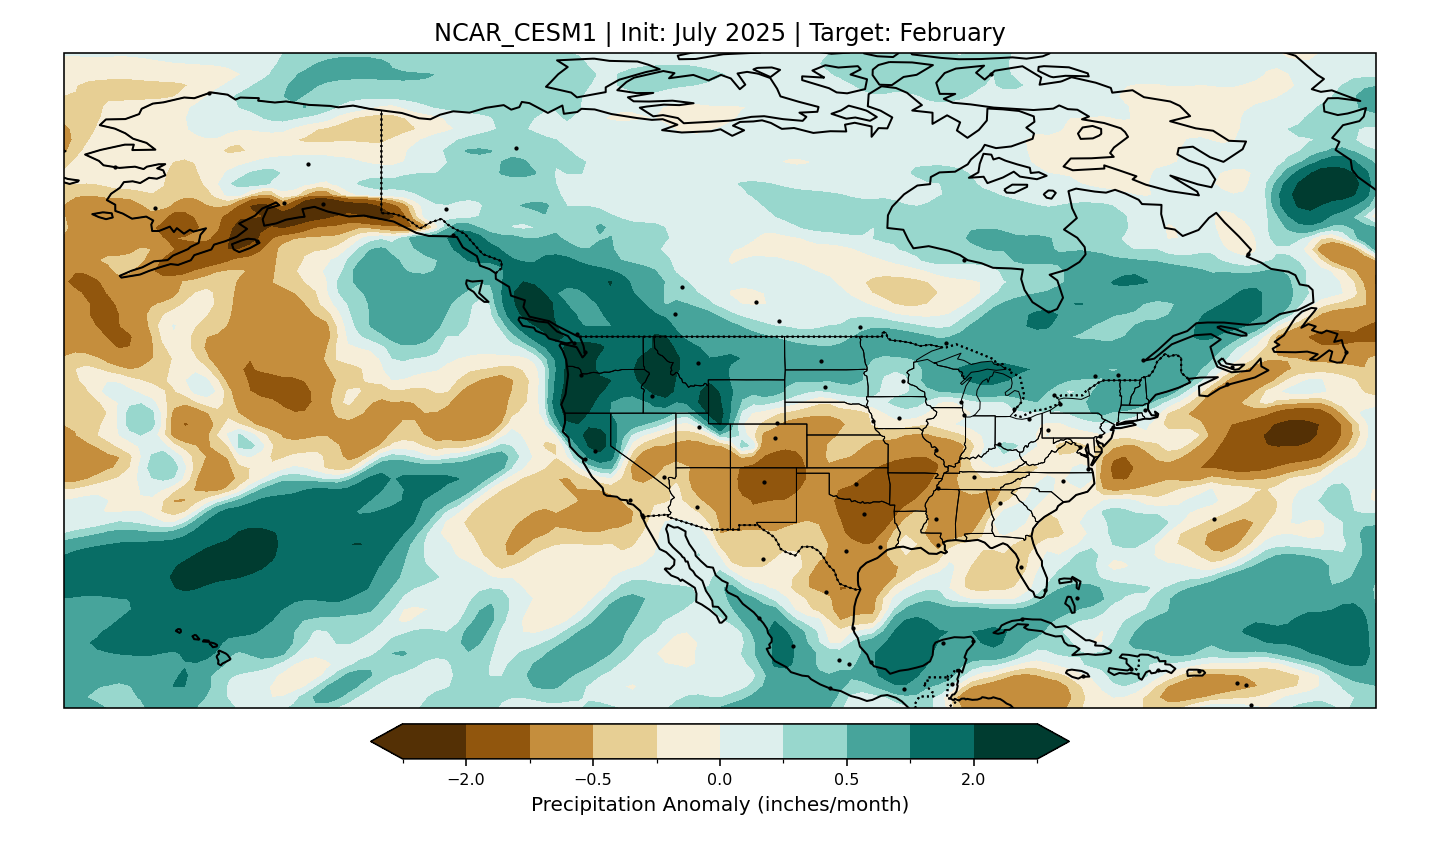 NCAR_CESM1 | Init: July 2025 | Target: February
−2.0 −0.5 0.0 0.5 2.0
Precipitation Anomaly (inches/month)